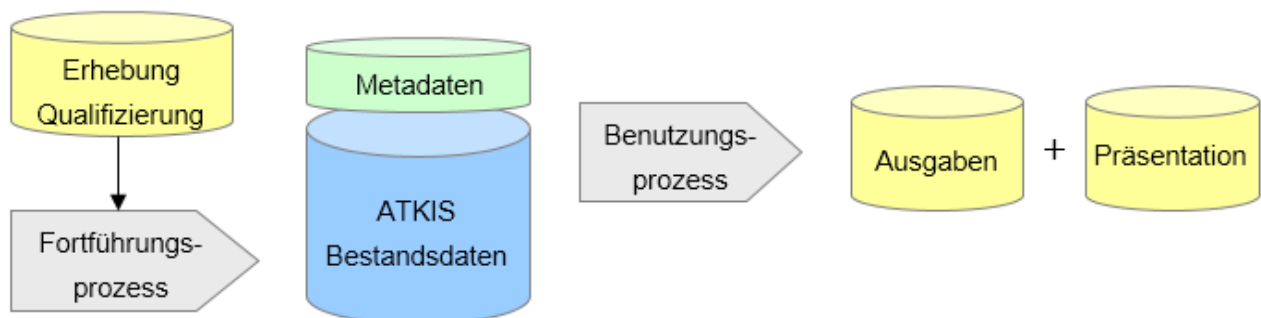 Erhebung
Qualifizierung
Fortführungs-
prozess
Metadaten
ATKIS
Bestandsdaten
Benutzungs-
prozess
Ausgaben
+
Präsentation